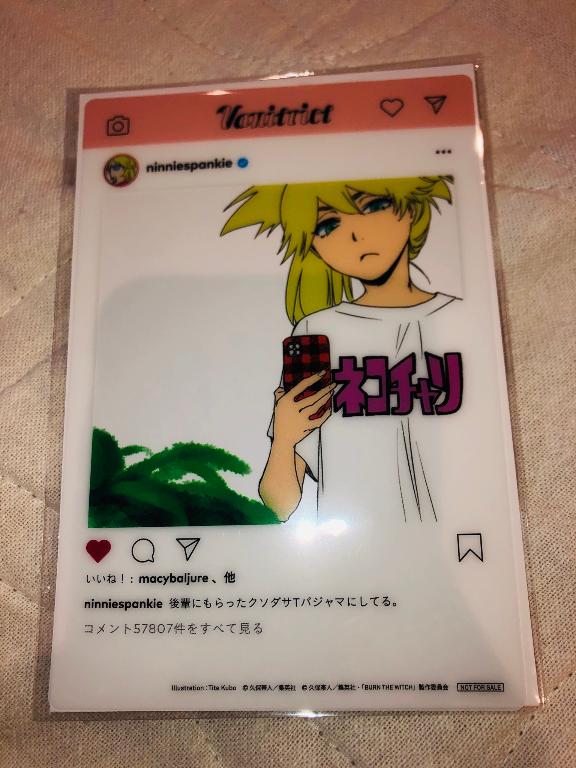 Vanitrict
ninniespankie
ネコチャリ
いいね！：macybaljure 、他
ninniespankie 後輩にもらったクソダサTパジャマにしてる。
コメント57807件をすべて見る
Illustration：Tite Kubo ©久保帯人／集英社 ©久保帯人／集英社・「BURN THE WITCH」製作委員会 NOT FOR SALE